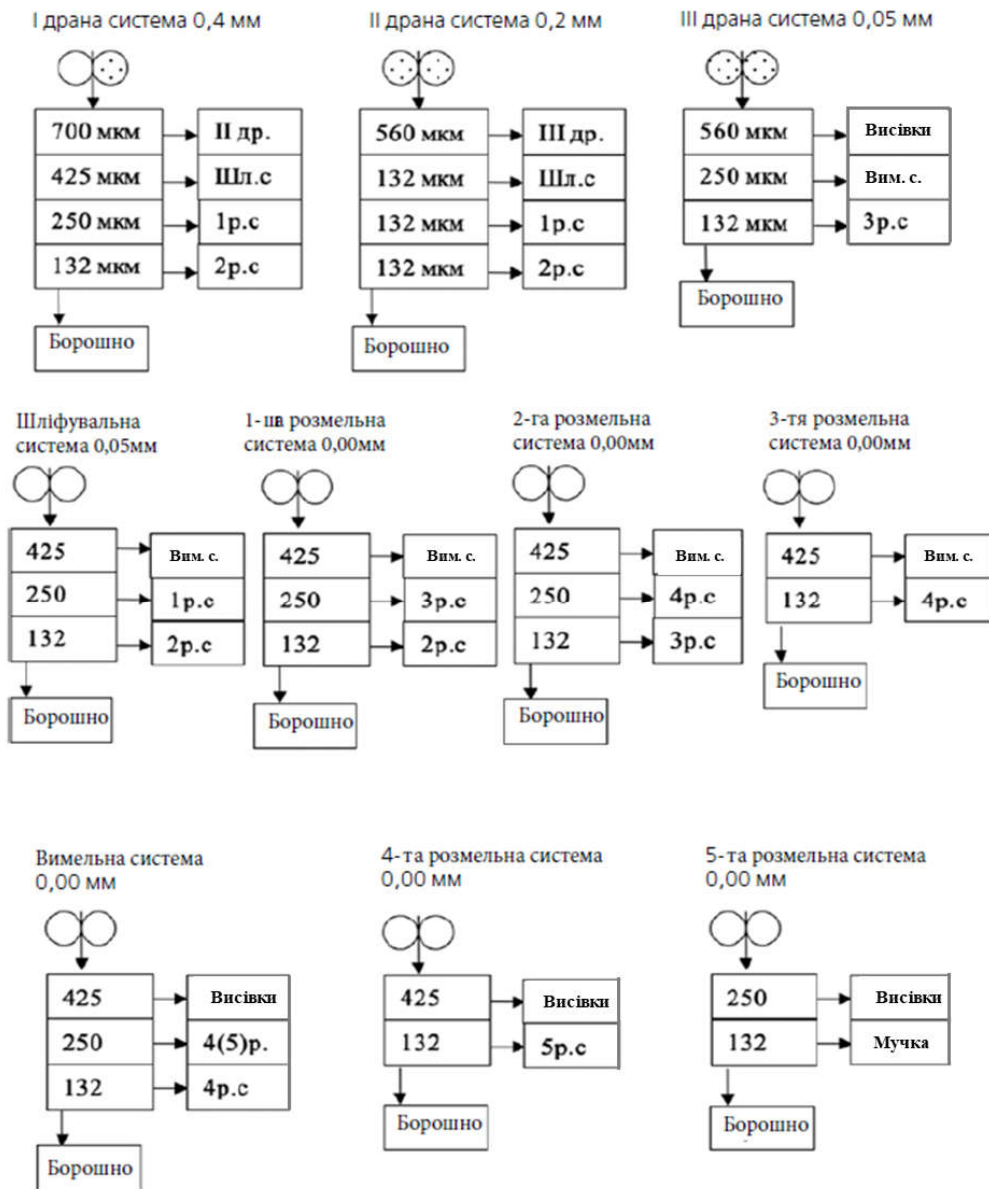 I драна система 0,4 мм
II драна система 0,2 мм
III драна система 0,05 мм
700 мкм
II др.
425 мкм
Шл.с
250 мкм
1р.с
132 мкм
2р.с
Борошно
560 мкм
III др.
132 мкм
Шл.с
132 мкм
1р.с
132 мкм
2р.с
Борошно
560 мкм
Висівки
250 мкм
Вим. с.
132 мкм
3р.с
Борошно
Шліфувальна
система 0,05мм
1-ша розмельна
система 0,00мм
2-га розмельна
система 0,00мм
3-тя розмельна
система 0,00мм
425
Вим. с.
250
1р.с
132
2р.с
Борошно
425
Вим. с.
250
3р.с
132
2р.с
Борошно
425
Вим. с.
250
4р.с
132
3р.с
Борошно
425
Вим. с.
132
4р.с
Борошно
Вимельна система
0,00 мм
4-та розмельна система
0,00 мм
5-та розмельна система
0,00 мм
425
Висівки
250
4(5)р.
132
4р.с
Борошно
425
Висівки
132
5р.с
Борошно
250
Висівки
132
Мучка
Борошно